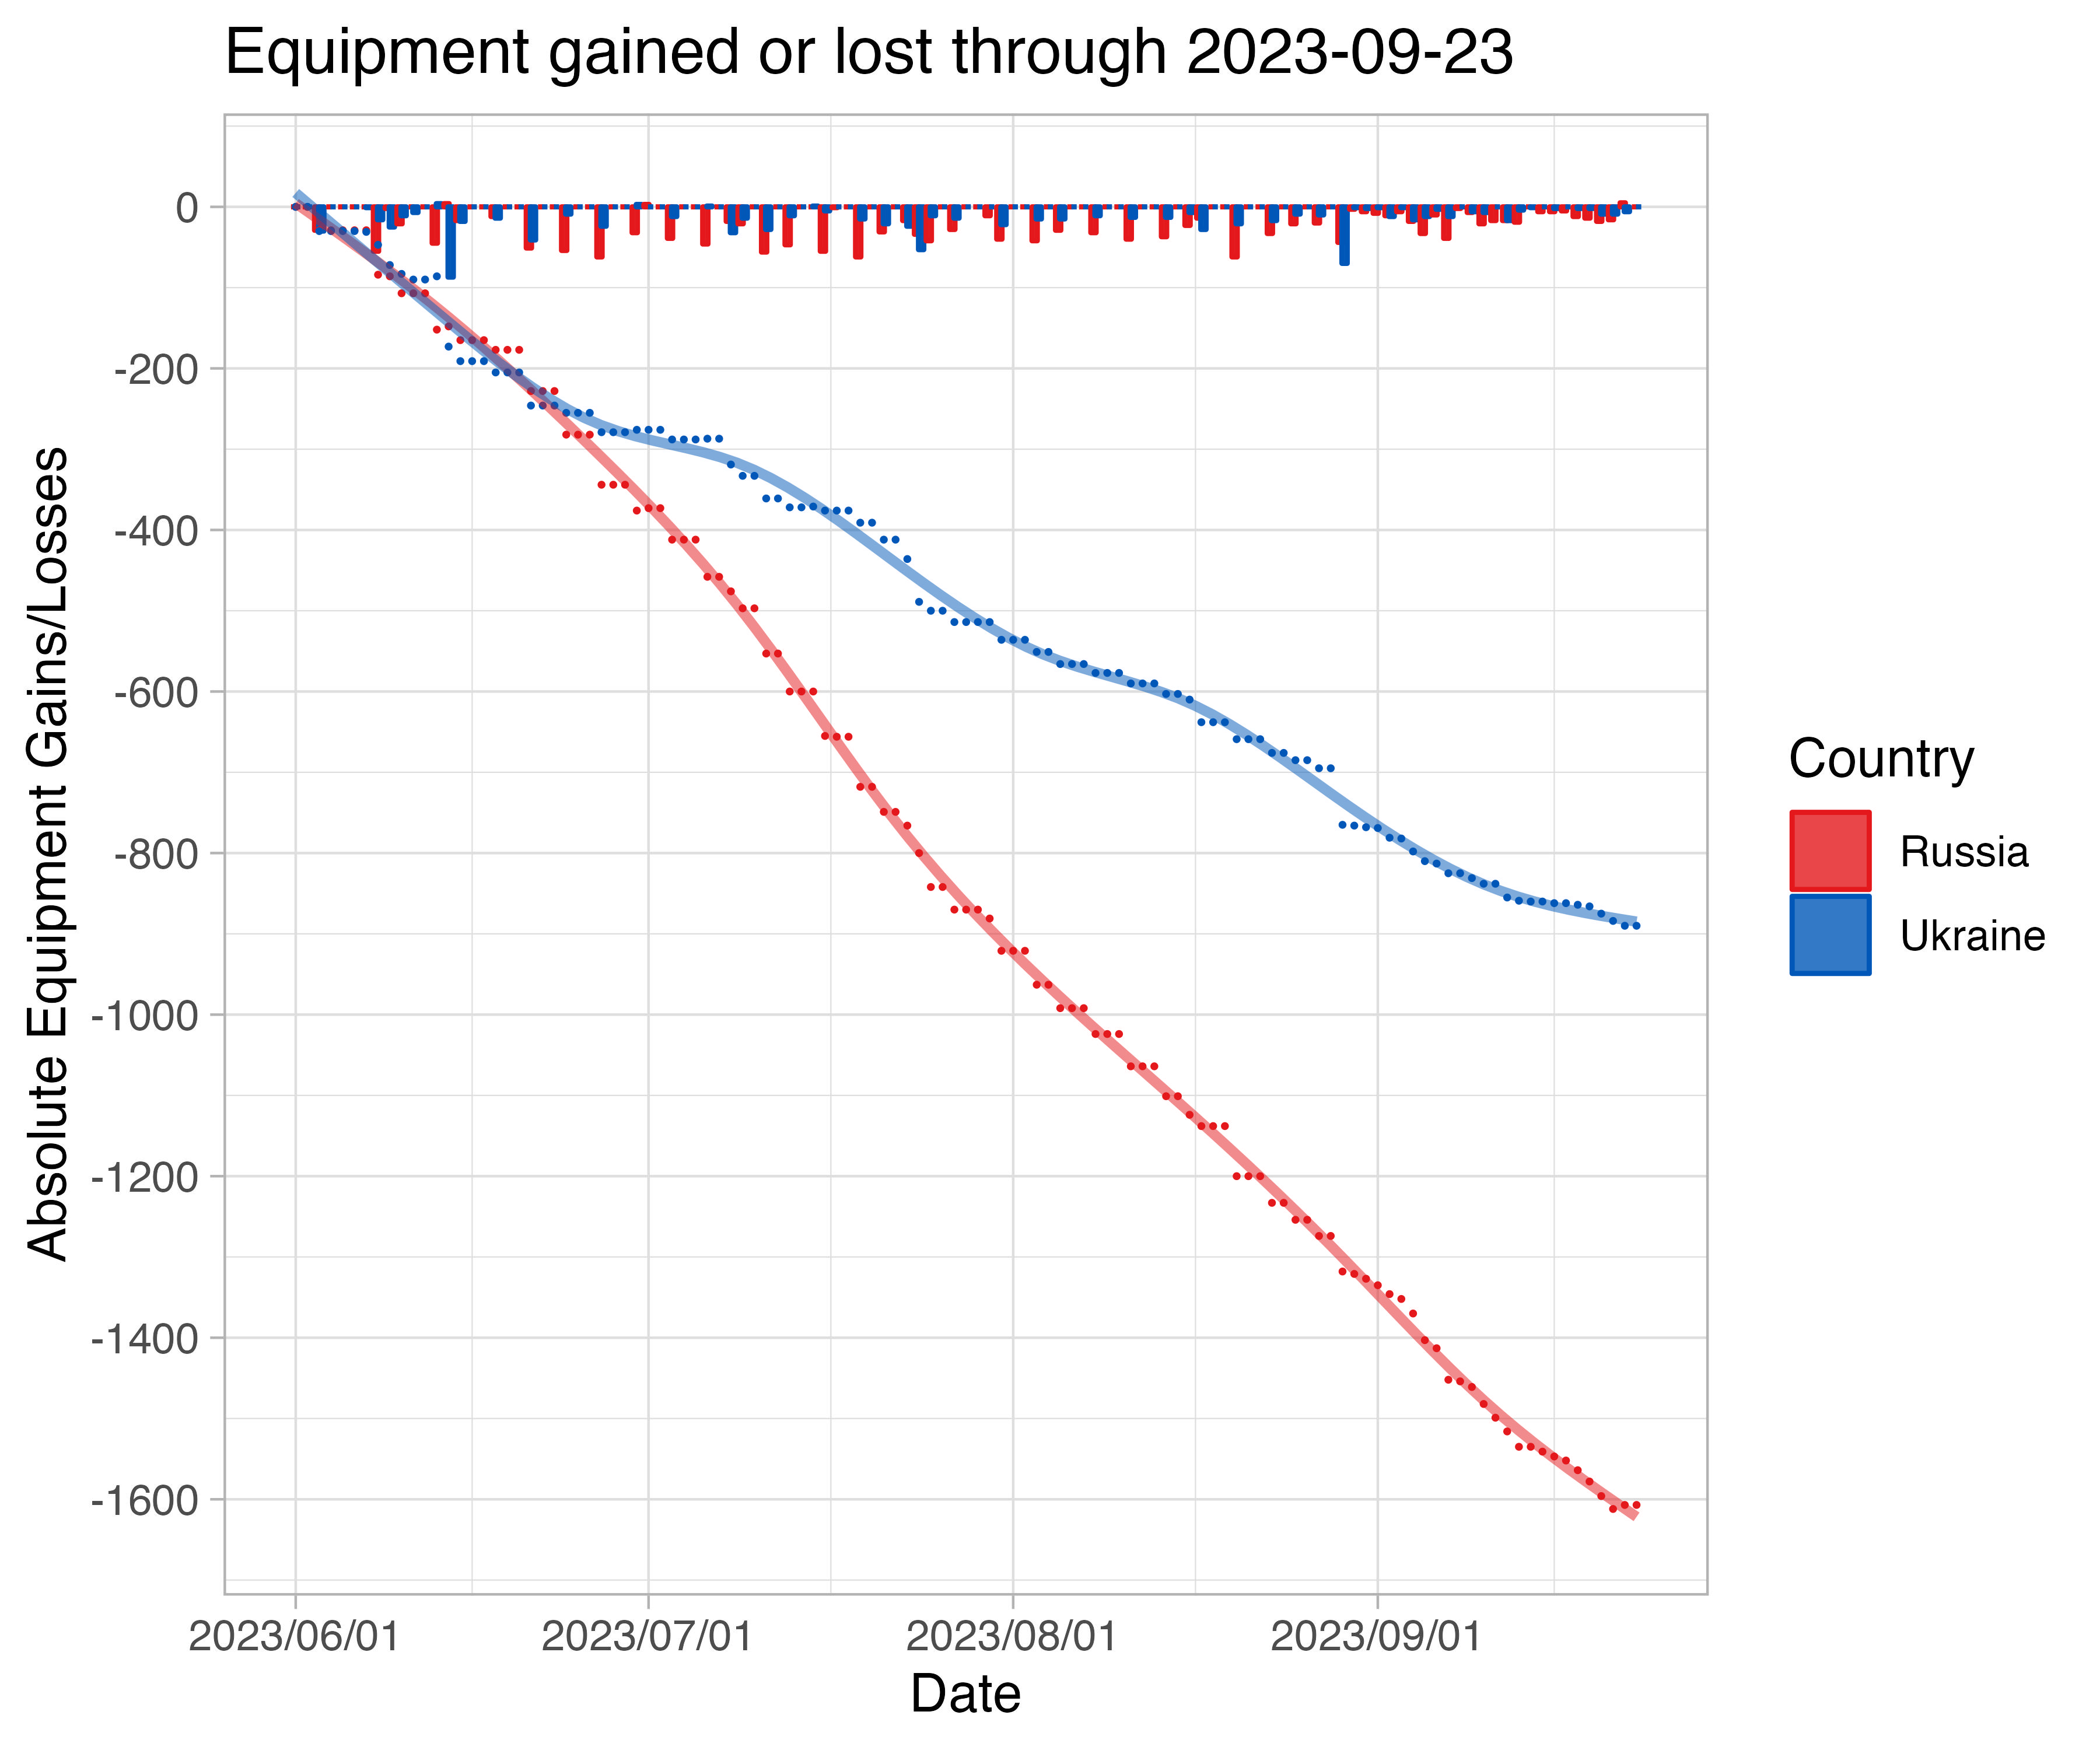 Equipment gained or lost through 2023-09-23
Absolute Equipment Gains/Losses
0
-200
-400
-600
-800
-1000
-1200
-1400
-1600
2023/06/01
2023/07/01
2023/08/01
2023/09/01
Date
Country
Russia
Ukraine